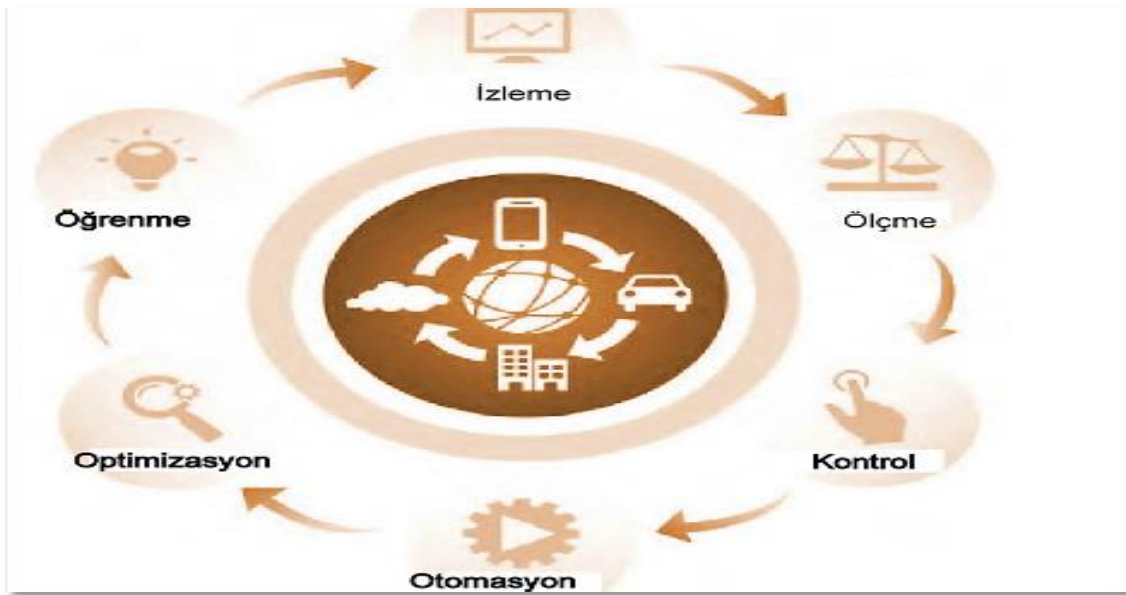 İzleme
Ölçme
Kontrol
Otomasyon
Optimizasyon
Öğrenme